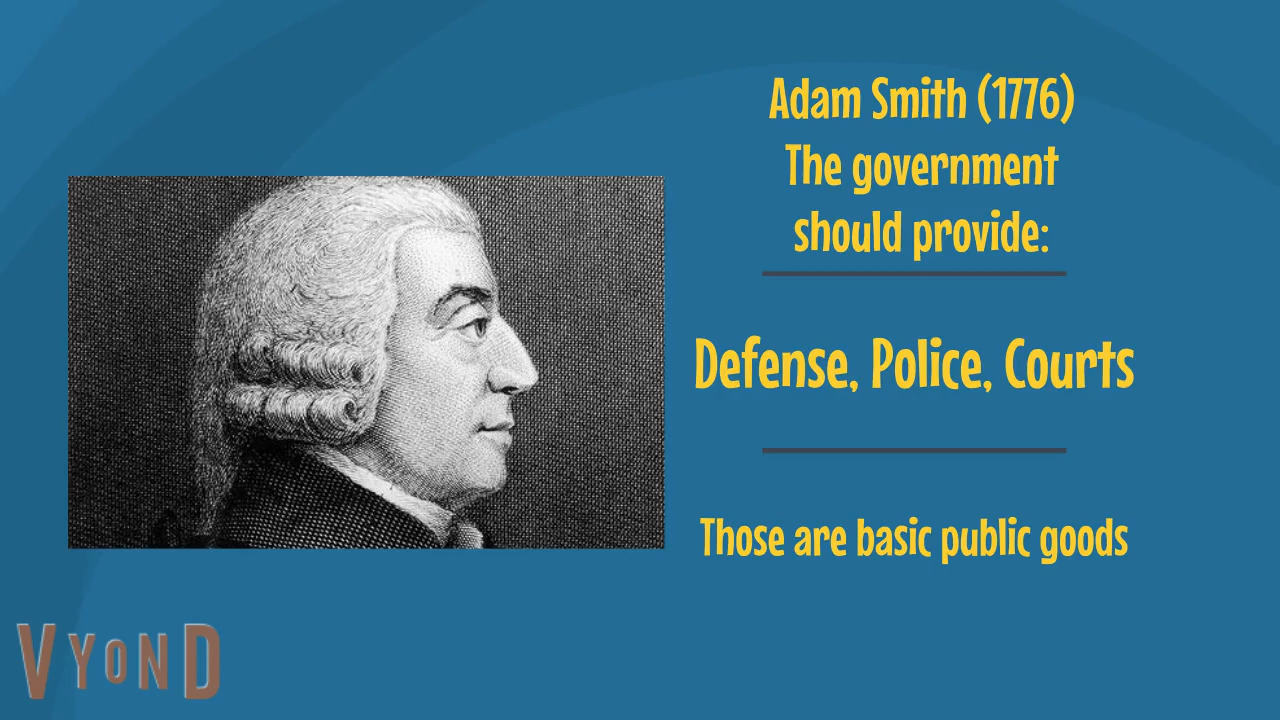 Adam Smith (1776)
The government
should provide:
Defense, Police, Courts
Those are basic public goods
VYOND